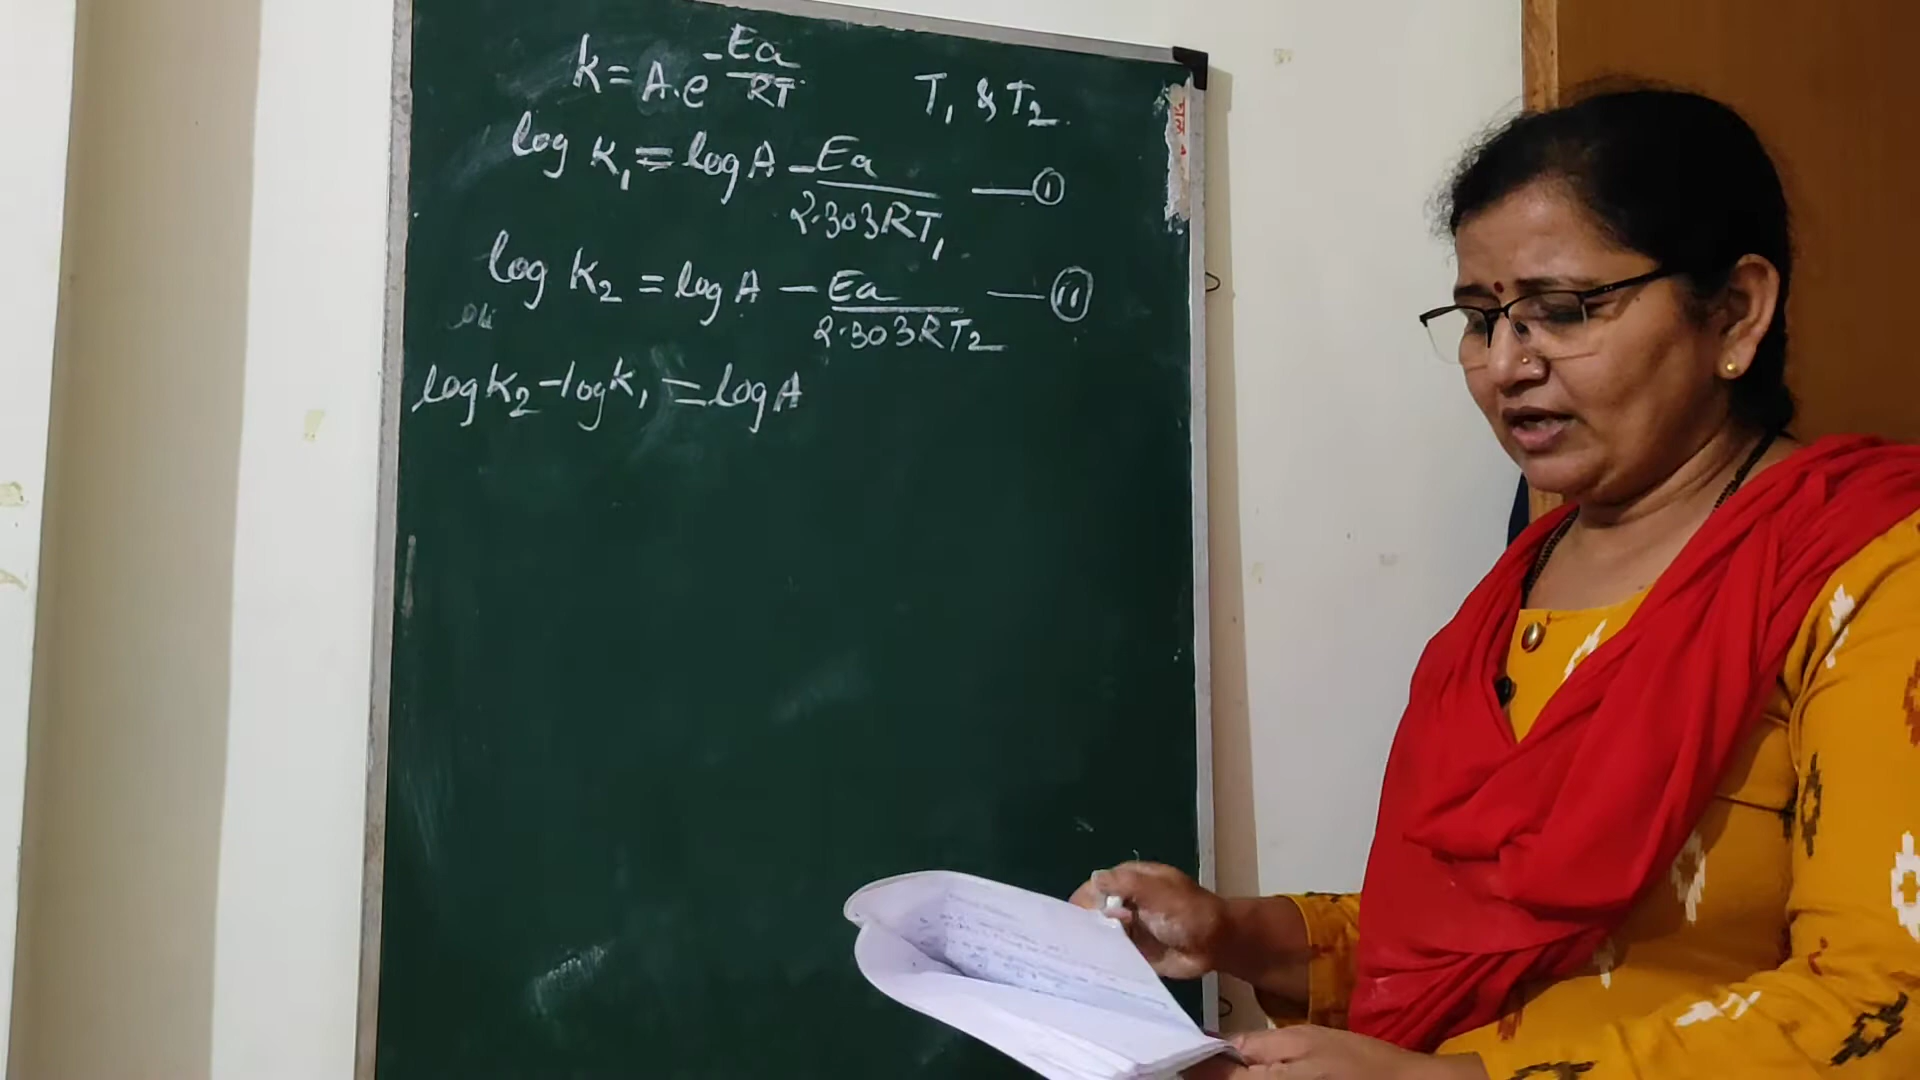 k = A.e^-Ea/RT T₁ & T₂.
log K₁ = log A - Ea/2.303RT₁ —(i)
log K₂ = log A - Ea/2.303RT₂ —(ii)
log K₂ - log K₁ = log A